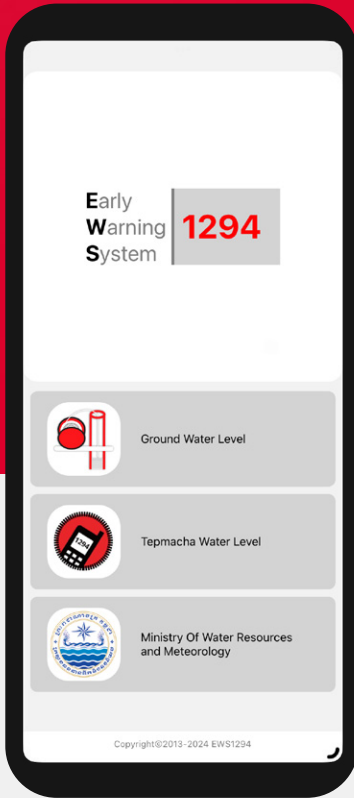 Early
Warning
System
1294
Ground Water Level
1294
Tepmacha Water Level
Ministry Of Water Resources
and Meteorology
Copyright©2013-2024 EWS1294